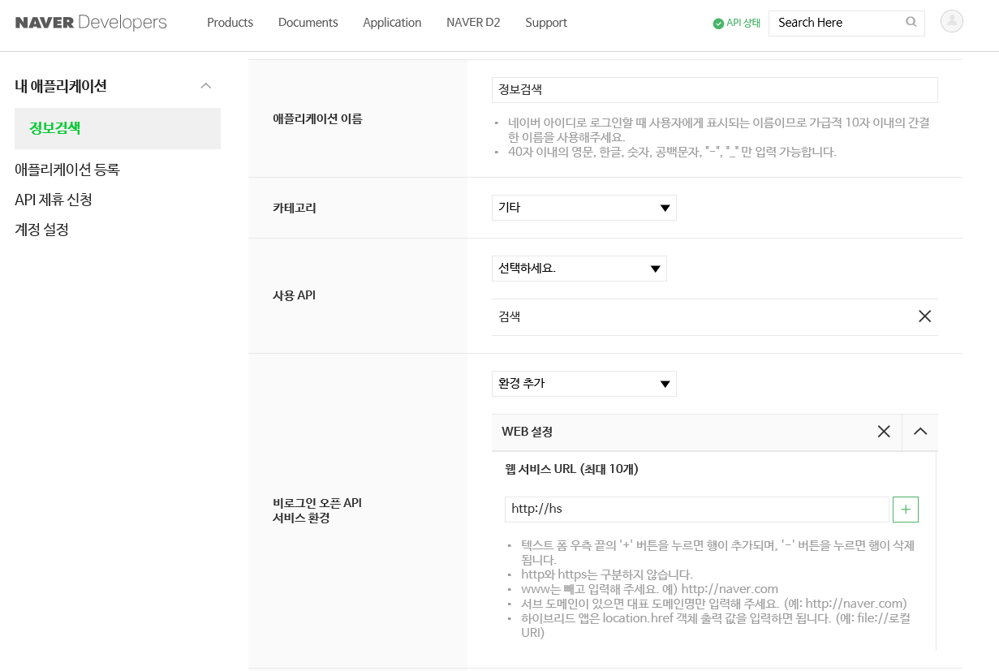 NAVER Developers
Products
Documents
Application
NAVER D2
Support
API 상태
Search Here
내 애플리케이션
정보검색
애플리케이션 등록
API 제휴 신청
계정 설정
애플리케이션 이름
정보검색
네이버 아이디로 로그인할 때 사용자에게 표시되는 이름이므로 가급적 10자 이내의 간결
한 이름을 사용해주세요.
40자 이내의 영문, 한글, 숫자, 공백문자, "-", "_" 만 입력 가능합니다.
카테고리
기타
사용 API
선택하세요.
검색
비로그인 오픈 API
서비스 환경
환경 추가
WEB 설정
웹 서비스 URL (최대 10개)
http://hs
텍스트 폼 우측 끝의 '+' 버튼을 누르면 행이 추가되며, '-' 버튼을 누르면 행이 삭제
됩니다.
http와 https는 구분하지 않습니다.
www는 빼고 입력해 주세요. 예) http://naver.com
서브 도메인이 있으면 대표 도메인명만 입력해 주세요. (예: http://naver.com)
하이브리드 앱은 location.href 객체 출력 값을 입력하면 됩니다. (예: file://로컬
URI)